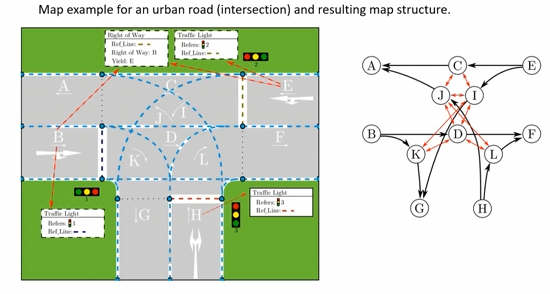 Map example for an urban road (intersection) and resulting map structure.
Right of Way
Ref_Line:
Right of Way: B
Yield: E
Traffic Light
Refers: 2
Ref_Line:
2
A
C
E
J
I
B
D
F
K
L
1
G
H
3
Traffic Light
Refers: 1
Ref_Line:
Traffic Light
Refers: 3
Ref_Line:
A
C
E
J
I
B
D
F
K
L
G
H